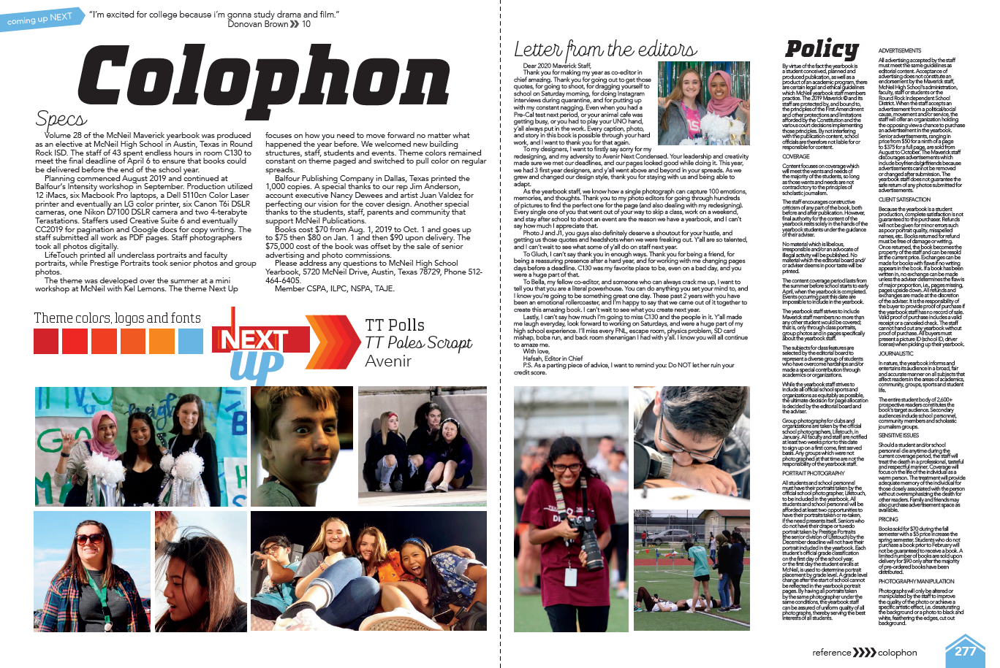 coming up NEXT
"I'm excited for college because i'm gonna study drama and film."
Donovan Brown 10
Colophon
Specs
Volume 28 of the McNeil Maverick yearbook was produced
as an elective at McNeil High School in Austin, Texas in Round
Rock ISD. The staff of 43 spent endless hours in room C130 to
meet the final deadline of April 6 to ensure that books could
be delivered before the end of the school year.
Planning commenced August 2019 and continued at
Balfour's Intensity workshop in September. Production utilized
12 iMacs, six Macbook Pro laptops, a Dell 5110cn Color Laser
printer and eventually an LG color printer, six Canon T6i DSLR
cameras, one Nikon D7100 DSLR camera and two 4-terabyte
Terastations. Staffers used Creative Suite 6 and eventually
CC2019 for pagination and Google docs for copy writing. The
staff submitted all work as PDF pages. Staff photographers
took all photos digitally.
LifeTouch printed all underclass portraits and faculty
portraits, while Prestige Portraits took senior photos and group
photos.
The theme was developed over the summer at a mini
workshop at McNeil with Kel Lemons. The theme Next Up
focuses on how you need to move forward no matter what
happened the year before. We welcomed new building
structures, staff, students and events. Theme colors remained
constant on theme paged and switched to pull color on regular
spreads.
Balfour Publishing Company in Dallas, Texas printed the
1,000 copies. A special thanks to our rep Jim Anderson,
account executive Nancy Dewees and artist Juan Valdez for
perfecting our vision for the cover design. Another special
thanks to the students, staff, parents and community that
support McNeil Publications.
Books cost $70 from Aug. 1, 2019 to Oct. 1 and goes up
to $75 then $80 on Jan. 1 and then $90 upon delivery. The
$75,000 cost of the book was offset by the sale of senior
advertising and photo commissions.
Please address any questions to McNeil High School
Yearbook, 5720 McNeil Drive, Austin, Texas 78729, Phone 512-
464-6405.
Member CSPA, ILPC, NSPA, TAJE.
Theme colors, logos and fonts
NEXT
up
TT Polls
TT Poles Script
Avenir
Letter from the editors
Dear 2020 Maverick Staff,
Thank you for making my year as co-editor in
chief amazing. Thank you for going out to get those
quotes, for going to shoot, for dragging yourself to
school on Saturday morning, for doing Instagram
interviews during quarantine, and for putting up
with my constant nagging. Even when you had a
Pre-Cal test next period, or your animal cafe was
getting busy, or you had to play your UNO hand,
y'all always put in the work. Every caption, photo,
and story in this book is possible through your hard
work, and I want to thank you for that again.
To my designers, I want to firstly say sorry for my
redesigning, and my adversity to Avenir Next Condensed. Your leadership and creativity
made sure we met our deadlines, and our pages looked good while doing it. This year,
we had 3 first year designers, and y'all went above and beyond in your spreads. As we
grew and changed our design style, thank you for staying with us and being able to
adapt.
As the yearbook staff, we know how a single photograph can capture 100 emotions,
memories, and thoughts. Thank you to my photo editors for going through hundreds
of pictures to find the perfect one for the page (and also dealing with my redesigning).
Every single one of you that went out of your way to skip a class, work on a weekend,
and stay after school to shoot an event are the reason we have a yearbook, and I can't
say how much I appreciate that.
Photo J and J1, you guys also definitely deserve a shoutout for your hustle, and
getting us those quotes and headshots when we were freaking out. Y'all are so talented,
and I can't wait to see what some of y'all do on staff next year.
To Gluch, I can't say thank you in enough ways. Thank you for being a friend, for
being a reassuring presence after a hard year, and for working with me changing pages
days before a deadline. C130 was my favorite place to be, even on a bad day, and you
were a huge part of that.
To Bella, my fellow co-editor, and someone who can always crack me up, I want to
tell you that you are a literal powerhouse. You can do anything you set your mind to, and
I know you're going to be something great one day. These past 2 years with you have
been an emotional rollercoaster, and I'm happy to say that we came out of it together to
create this amazing book. I can't wait to see what you create next year.
Lastly, I can't say how much I'm going to miss C130 and the people in it. Y'all made
me laugh everyday, look forward to working on Saturdays, and were a huge part of my
high school experience. I'll miss every FNL, escape room, physics problem, SD card
mishap, boba run, and back room shenanigan I had with y'all. I know you will all continue
to amaze me.
With love,
Hafsah, Editor in Chief
P.S. As a parting piece of advice, I want to remind you: Do NOT let her ruin your
credit score.
Policy
By virtue of the fact the yearbook is
a student conceived, planned and
produced publication, as well as a
product of an academic program, there
are certain legal and ethical guidelines
which McNeil yearbook staff members
practice. The 2019 Maverick © and its
staff are protected by, and bound to,
the principles of the First Amendment
and other protections and limitations
afforded by the Constitution and the
various court decisions implementing
those principles. By not interfering
with the publication content, school
officials are therefore not liable for or
responsible for content.
COVERAGE
Content focuses on coverage which
will meet the wants and needs of
the majority of the students, so long
as those wants and needs are not
contradictory to the principles of
scholastic journalism.
The staff encourages constructive
criticism of any part of the book, both
before and after publication. However,
final authority for the content of the
yearbook rests solely in the hands of the
yearbook students under the guidance
of their adviser.
No material which is libelous,
irresponsible and/or an advocate of
illegal activity will be published. No
material which the editorial board and/
or adviser deems in poor taste will be
printed.
The content coverage period lasts from
the summer before school starts to early
April, when the yearbook is completed.
Events occurring past this date are
impossible to include in the yearbook.
The yearbook staff strives to include
Maverick staff members no more than
any other student would be covered;
that is, only through class portraits,
group photos and in pages specifically
about the yearbook staff.
The subjects for class features are
selected by the editorial board to
represent a diverse group of students
who have overcome hardships and/or
made a special contribution through
academics or organizations.
While the yearbook staff strives to
include all official school sports and
organizations as equitably as possible,
the ultimate decision for page allocation
is decided by the editorial board and
the adviser.
Group photographs for clubs and
organizations are taken by the official
school photographers, Lifetouch, in
January. All faculty and staff are notified
at least two weeks prior to this date
to sign up on a first come, first served
basis. Any groups which were not
photographed at that time are not the
responsibility of the yearbook staff.
PORTRAIT PHOTOGRAPHY
All students and school personnel
must have their portraits taken by the
official school photographer, Lifetouch,
to be included in the yearbook. All
students and school personnel will be
afforded at least two opportunities to
have their portraits taken or re-taken,
if the need presents itself. Seniors who
do not have their drape or tuxedo
portrait taken by Prestige Portraits
(the senior division of Lifetouch) by the
December deadline will not have their
portrait included in the yearbook. Each
student's official grade classification
on the first day of the school year,
or the first day the student enrolls at
McNeil, is used to determine portrait
placement by grade level. A grade level
change after the start of school cannot
be reflected in the yearbook portrait
pages. By having all portraits taken
by the same photographer under the
same conditions, the yearbook staff
can be assured of uniform quality of all
photographs, thereby serving the best
interests of all students.
ADVERTISEMENTS
All advertising accepted by the staff
must meet the same guidelines as
editorial content. Acceptance of
advertising does not constitute an
endorsement by the Maverick staff,
McNeil High School's administration,
faculty, staff or students or the
Round Rock Independent School
District. When the staff accepts an
advertisement from a political/social
cause, movement and/or service, the
staff will offer an organization holding
the opposing view a chance to purchase
an advertisement in the yearbook.
Senior advertisements, ranging in
price from $50 for a ninth of a page
to $375 for a full page, are sold from
August to October. The Maverick staff
discourages advertisements which
include boyfriends/girlfriends because
advertisements cannot be removed
or changed after submission. The
yearbook staff does not guarantee the
safe return of any photos submitted for
advertisements.
CLIENT SATISFACTION
Because the yearbook is a student
production, complete satisfaction is not
guaranteed to the purchaser. Refunds
will not be given for minor errors such
as poor portrait quality, misspelled
names, etc. Books returned for refund
must be free of damage or writing.
Once returned, the book becomes the
property of the staff and can be resold
at the current price. Exchanges can be
made for books with flaws if no writing
appears in the book. If a book has been
written in, no exchange can be made
unless the adviser determines the flaw is
of major proportion, i.e., pages missing,
pages upside down. All refunds and
exchanges are made at the discretion
of the adviser. It is the responsibility of
the buyer to provide proof of purchase if
the yearbook staff has no record of sale.
Valid proof of purchase includes a valid
receipt or a canceled check. The staff
cannot hand out any yearbook without
proof of purchase. All buyers must
present a picture ID (school ID, driver
license) when picking up their yearbook.
JOURNALISTIC
In nature, the yearbook informs and
entertains its audience in a broad, fair
and accurate manner on all subjects that
affect readers in the areas of academics,
community, groups, sports and student
life.
The entire student body of 2,600+
prospective readers constitutes the
book's target audience. Secondary
audiences include school personnel,
community members and scholastic
journalism groups.
SENSITIVE ISSUES
Should a student and/or school
personnel die anytime during the
current coverage period, the staff will
treat the death in a professional, tasteful
and respectful manner. Coverage will
focus on the life of the individual as a
warm person. The treatment will provide
adequate memory of the individual for
those closely associated with the person
without overemphasizing the death for
other readers. Family and friends may
also purchase advertisement space as
available.
PRICING
Books sold for $70 during the fall
semester with a $5 price increase the
spring semester. Students who do not
purchase a book prior to February will
not be guaranteed to receive a book. A
limited number of books are sold upon
delivery for $90 only after the majority
of pre-ordered books have been
distributed.
PHOTOGRAPHY MANIPULATION
Photographs will only be altered or
manipulated by the staff to improve
the quality of the photo or achieve a
specific artistic effect, i.e. desaturating
the background or a photo to black and
white, feathering the edges, cut out
background.
reference colophon
277